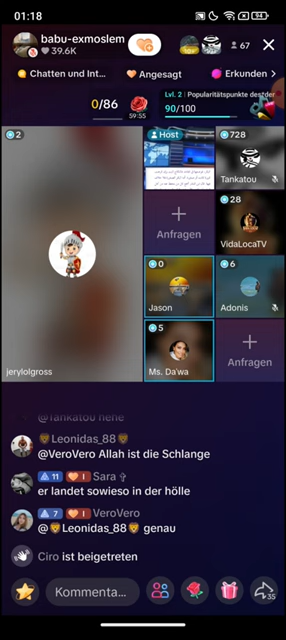 01:18
94
babu-exmoslem
39.6K
67
Chatten und Int...
Angesagt
Erkunden
0/86
59:55
Lvl. 2 | Popularitätspunkte des
90/100
2
Host
728
Tankatou
Anfragen
28
VidaLocaTV
0
Jason
6
Adonis
jerylolgross
5
Ms. Da'wa
Anfragen
@Tankatou hehe
🦁Leonidas_88🦁
@VeroVero Allah ist die Schlange
11 I Sara ✞
er landet sowieso in der hölle
7 I VeroVero
@🦁Leonidas_88🦁 genau
Ciro ist beigetreten
Kommenta...
35